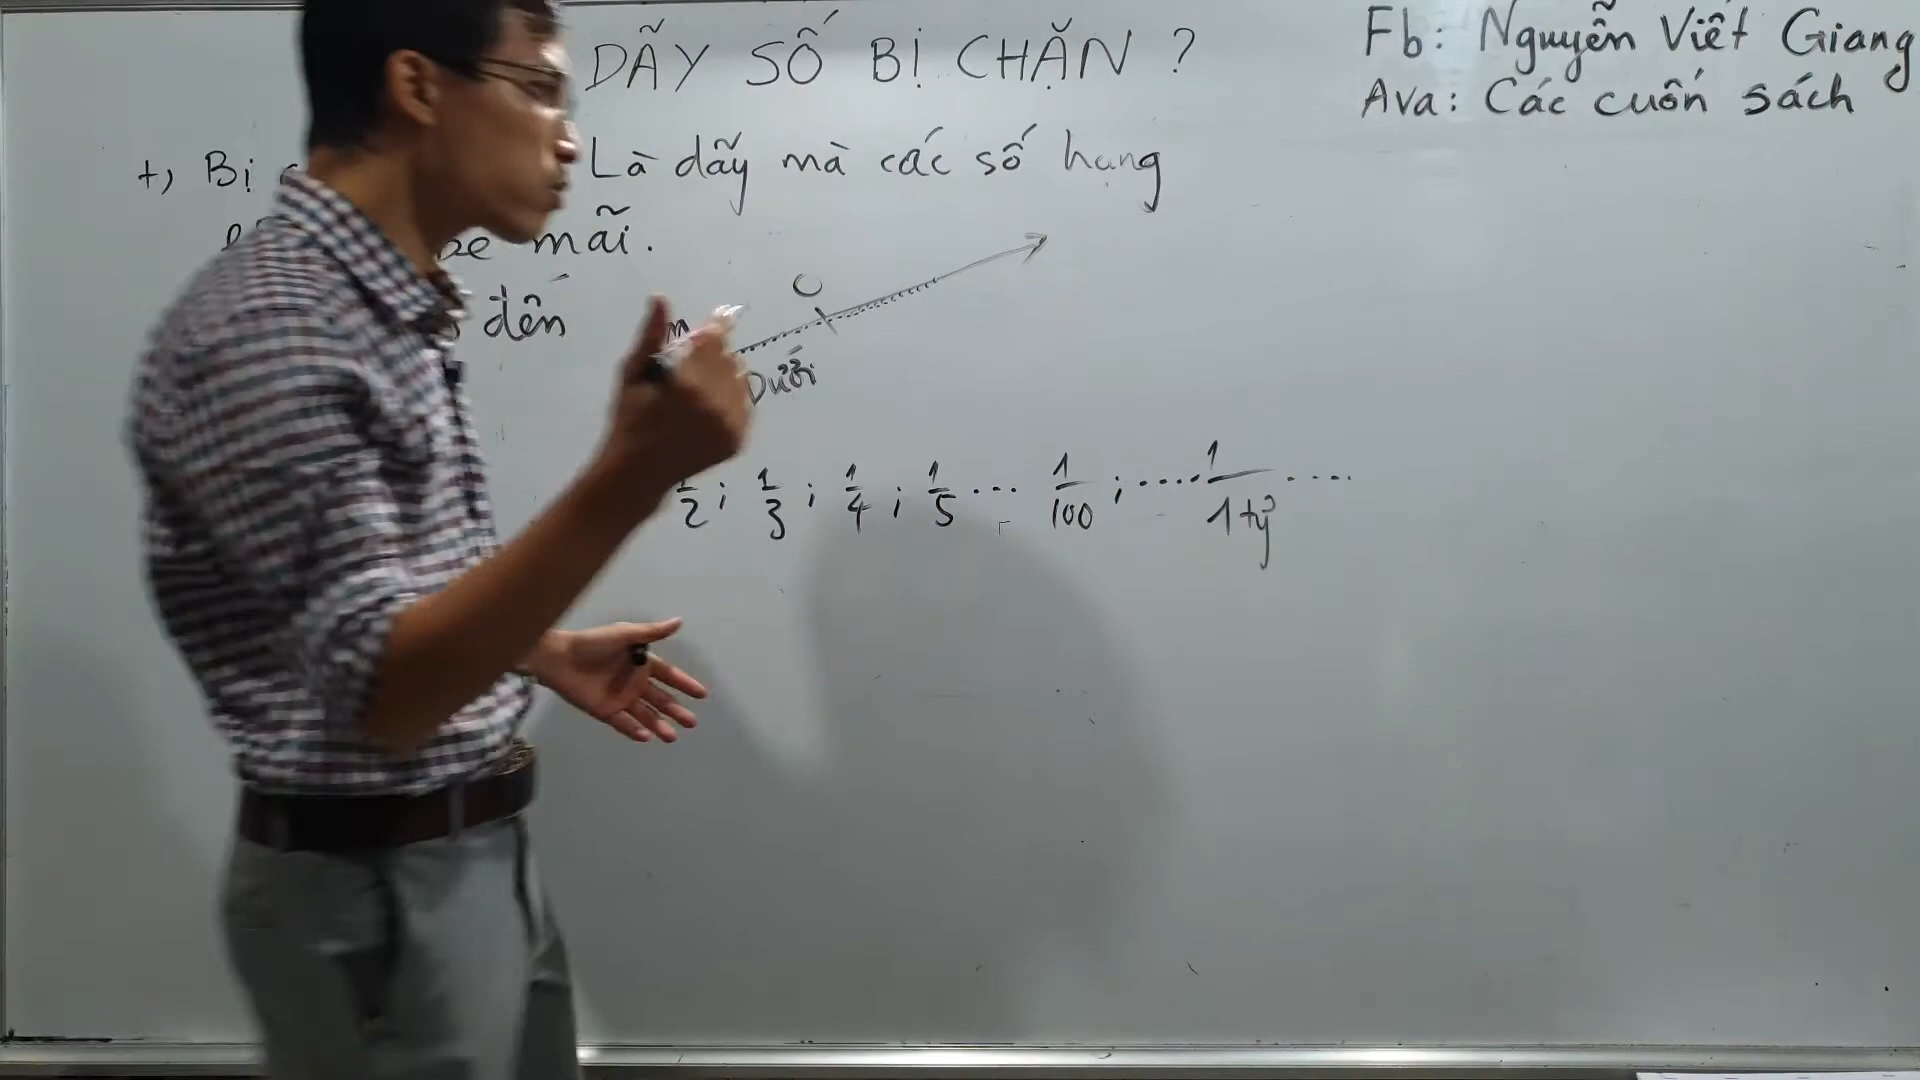 DÃY SỐ BỊ CHẶN ?
Fb: Nguyễn Viết Giang
Ava: Các cuốn sách
+, Bị
Là dãy mà các số hạng
mãi.
đến
O
m
Dưới
1/2 ; 1/3 ; 1/4 ; 1/5 ... 1/100 ; ..... 1/1 tỷ .....